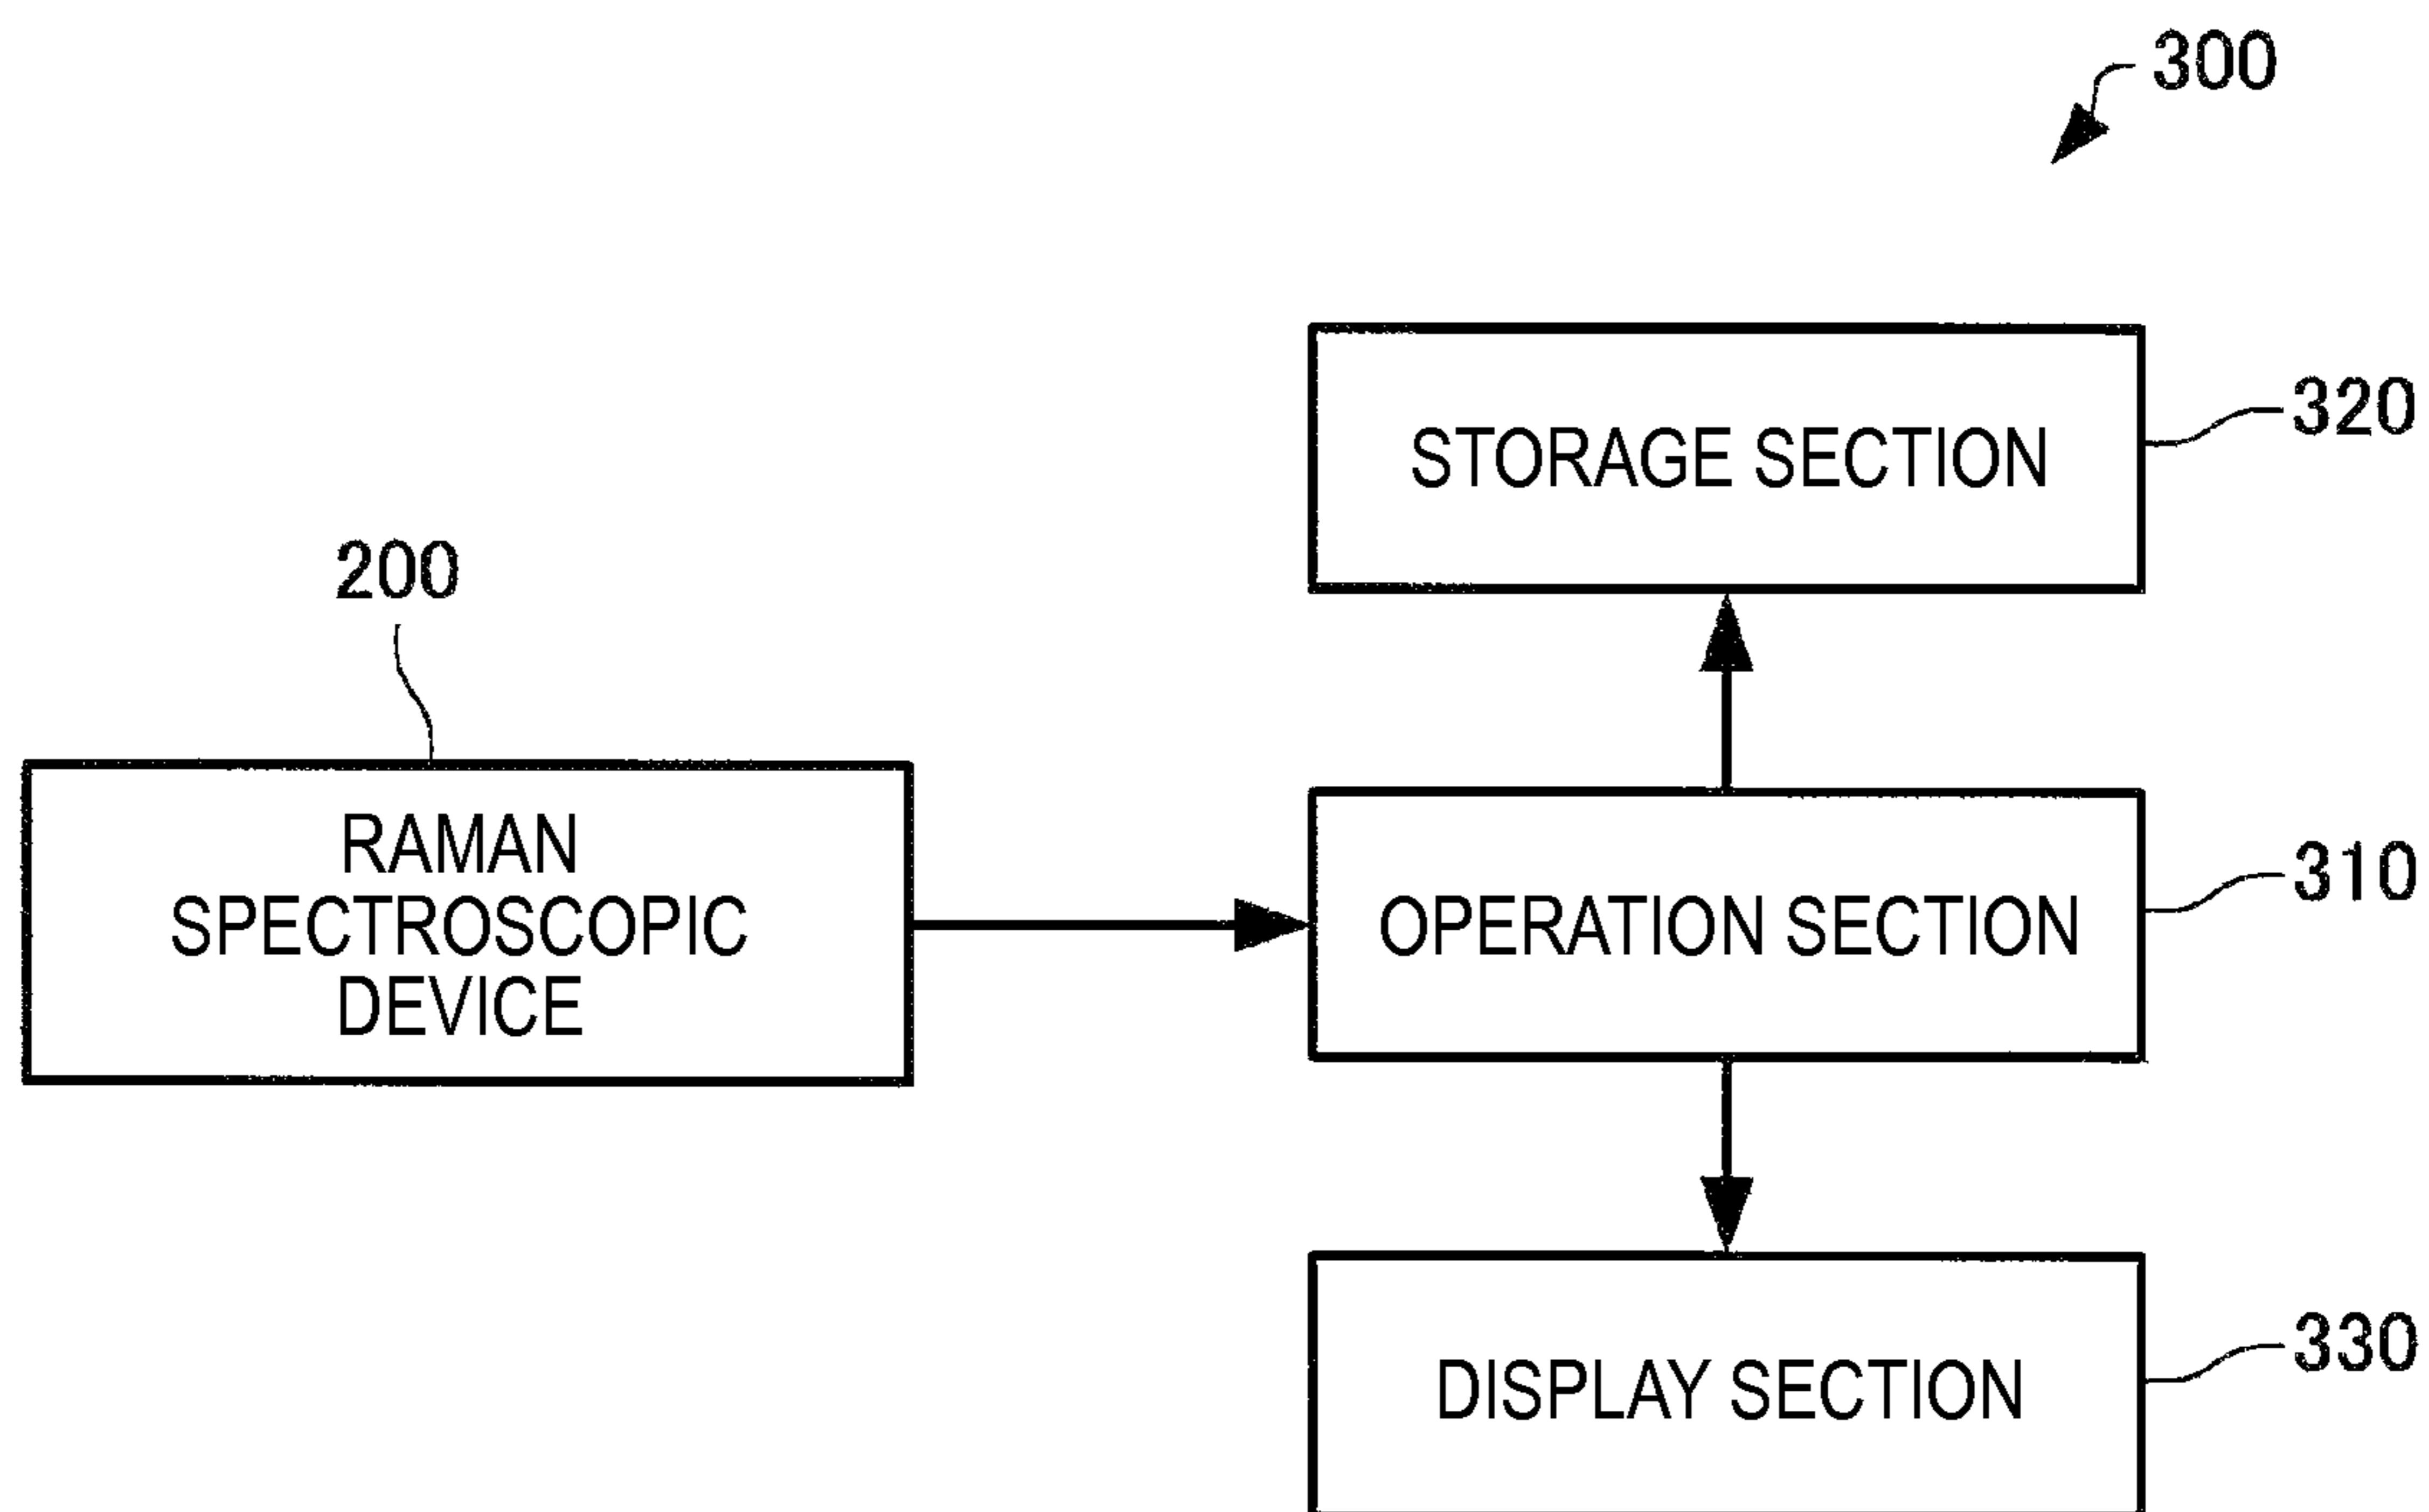 300
STORAGE SECTION
320
200
RAMAN
SPECTROSCOPIC
DEVICE
OPERATION SECTION
310
DISPLAY SECTION
330